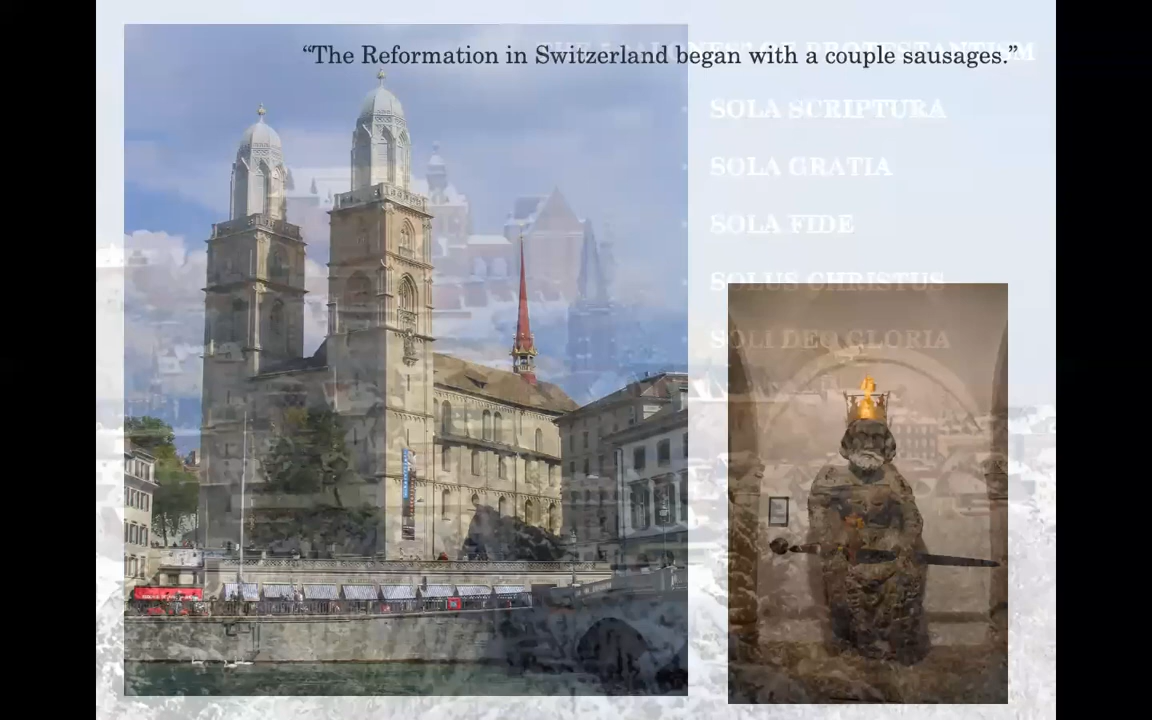 “The Reformation in Switzerland began with a couple sausages.”
SOLA SCRIPTURA
SOLA GRATIA
SOLA FIDE
SOLUS CHRISTUS
SOLI DEO GLORIA